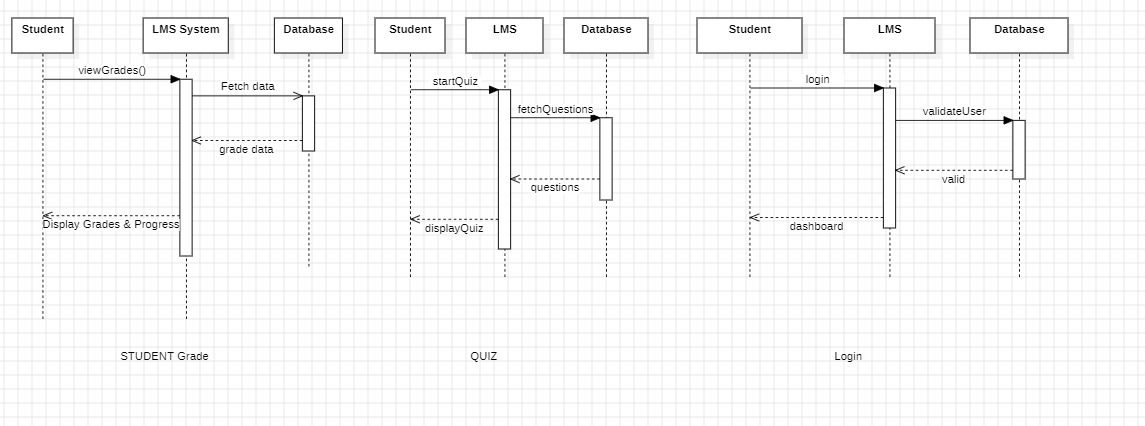 Student
LMS System
Database
viewGrades()
Fetch data
grade data
Display Grades & Progress
STUDENT Grade
Student
LMS
Database
startQuiz
fetchQuestions
questions
displayQuiz
QUIZ
Student
LMS
Database
login
validateUser
valid
dashboard
Login